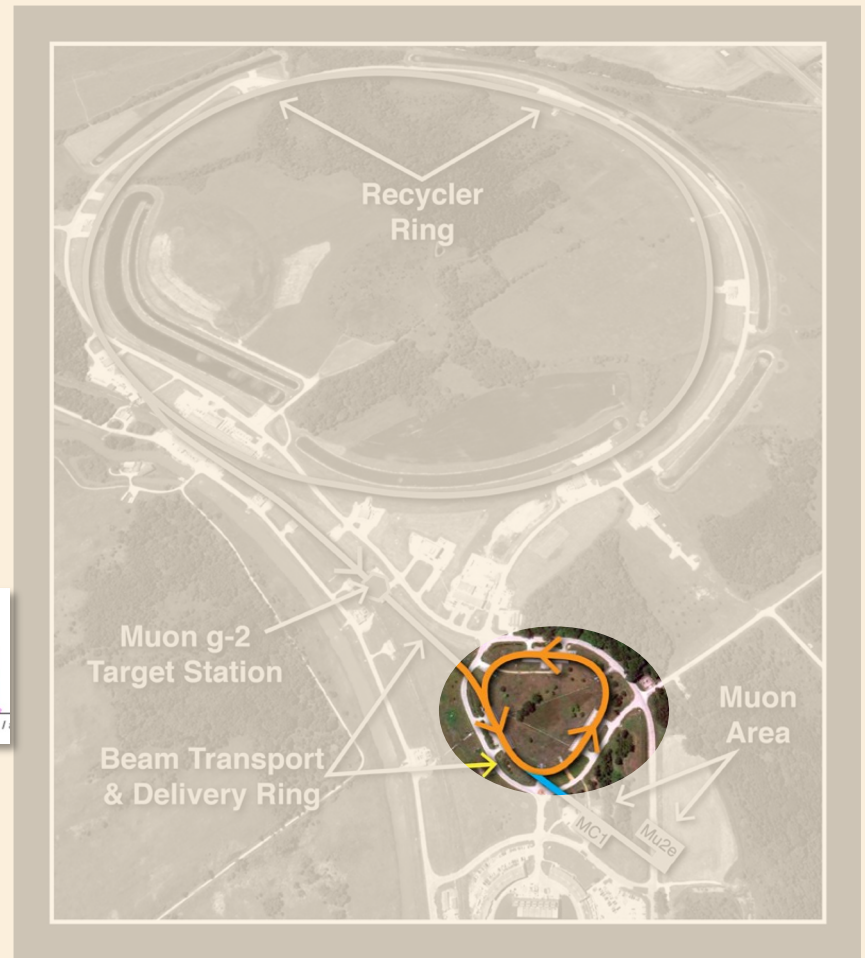 Recycler
Ring
Muon g-2
Target Station
Beam Transport
& Delivery Ring
Muon
Area
MC1
Mu2e